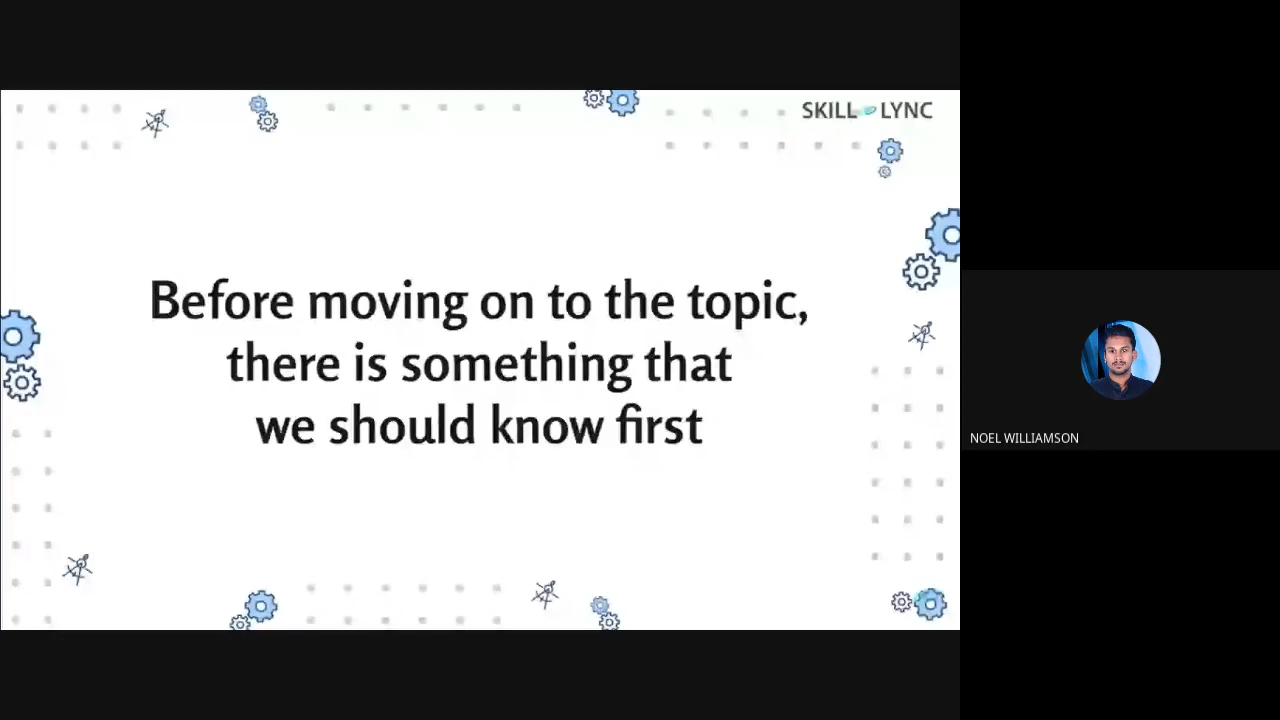 SKILL LYNC
Before moving on to the topic,
there is something that
we should know first
NOEL WILLIAMSON